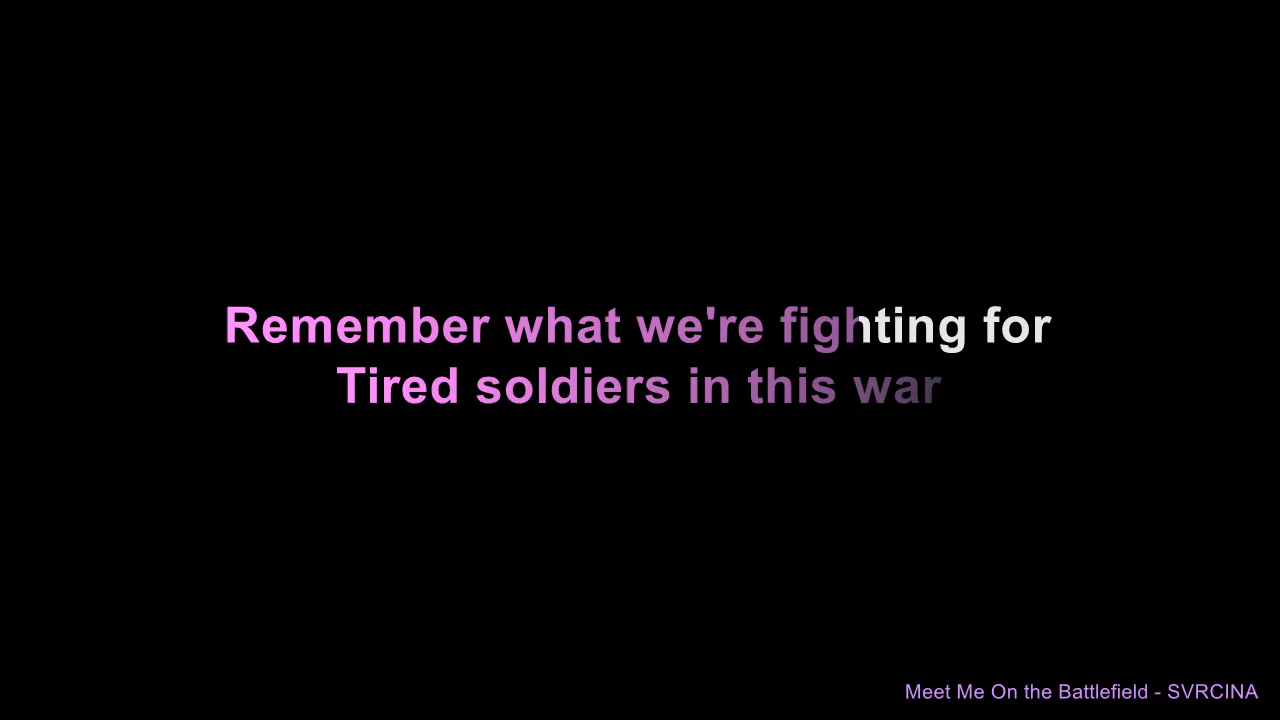 Remember what we're fighting for
Tired soldiers in this war
Meet Me On the Battlefield - SVRCINA